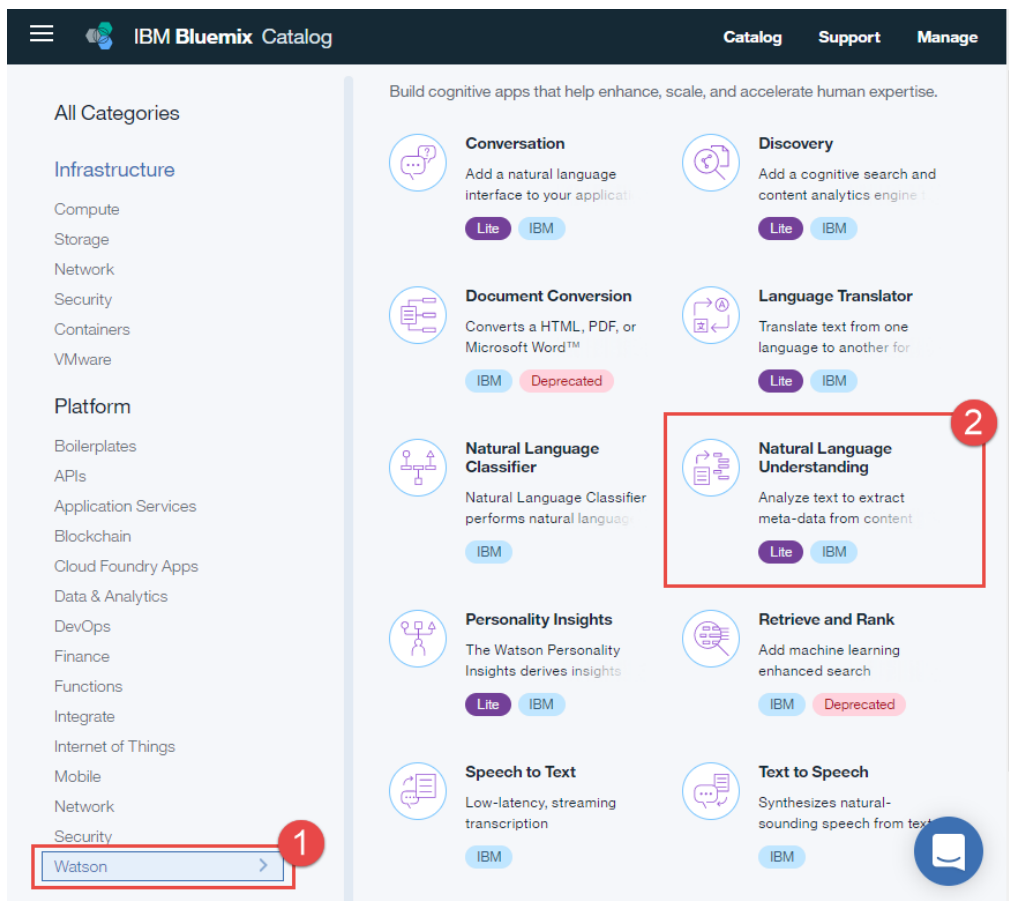 IBM Bluemix Catalog
Catalog Support Manage
All Categories
Infrastructure
Compute
Storage
Network
Security
Containers
VMware
Platform
Boilerplates
APIs
Application Services
Blockchain
Cloud Foundry Apps
Data & Analytics
DevOps
Finance
Functions
Integrate
Internet of Things
Mobile
Network
Security
Watson
1
Build cognitive apps that help enhance, scale, and accelerate human expertise.
Conversation
Add a natural language
interface to your applicat
Lite IBM
Discovery
Add a cognitive search and
content analytics engine
Lite IBM
Document Conversion
Converts a HTML, PDF, or
Microsoft Word™
IBM Deprecated
Language Translator
Translate text from one
language to another for
Lite IBM
Natural Language
Classifier
Natural Language Classifier
performs natural languag
IBM
2
Natural Language
Understanding
Analyze text to extract
meta-data from content
Lite IBM
Personality Insights
The Watson Personality
Insights derives insights
Lite IBM
Retrieve and Rank
Add machine learning
enhanced search
IBM Deprecated
Speech to Text
Low-latency, streaming
transcription
IBM
Text to Speech
Synthesizes natural-
sounding speech from text
IBM